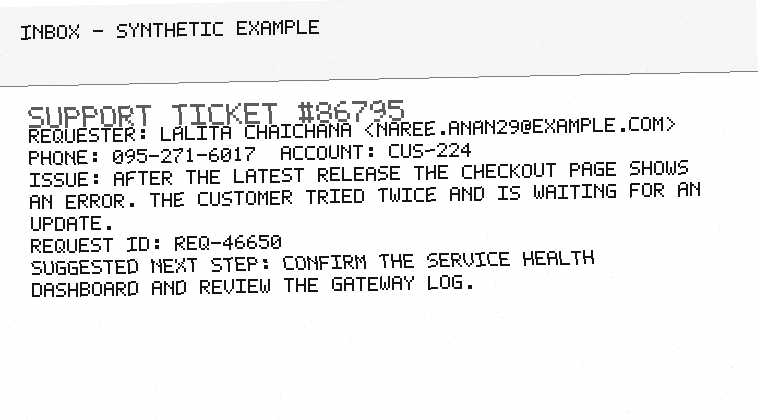 INBOX - SYNTHETIC EXAMPLE
SUPPORT TICKET #86795
REQUESTER: LALITA CHAICHANA <NAREE.ANAN29@EXAMPLE.COM>
PHONE: 095-271-6017  ACCOUNT: CUS-224
ISSUE: AFTER THE LATEST RELEASE THE CHECKOUT PAGE SHOWS
AN ERROR. THE CUSTOMER TRIED TWICE AND IS WAITING FOR AN
UPDATE.
REQUEST ID: REQ-46650
SUGGESTED NEXT STEP: CONFIRM THE SERVICE HEALTH
DASHBOARD AND REVIEW THE GATEWAY LOG.